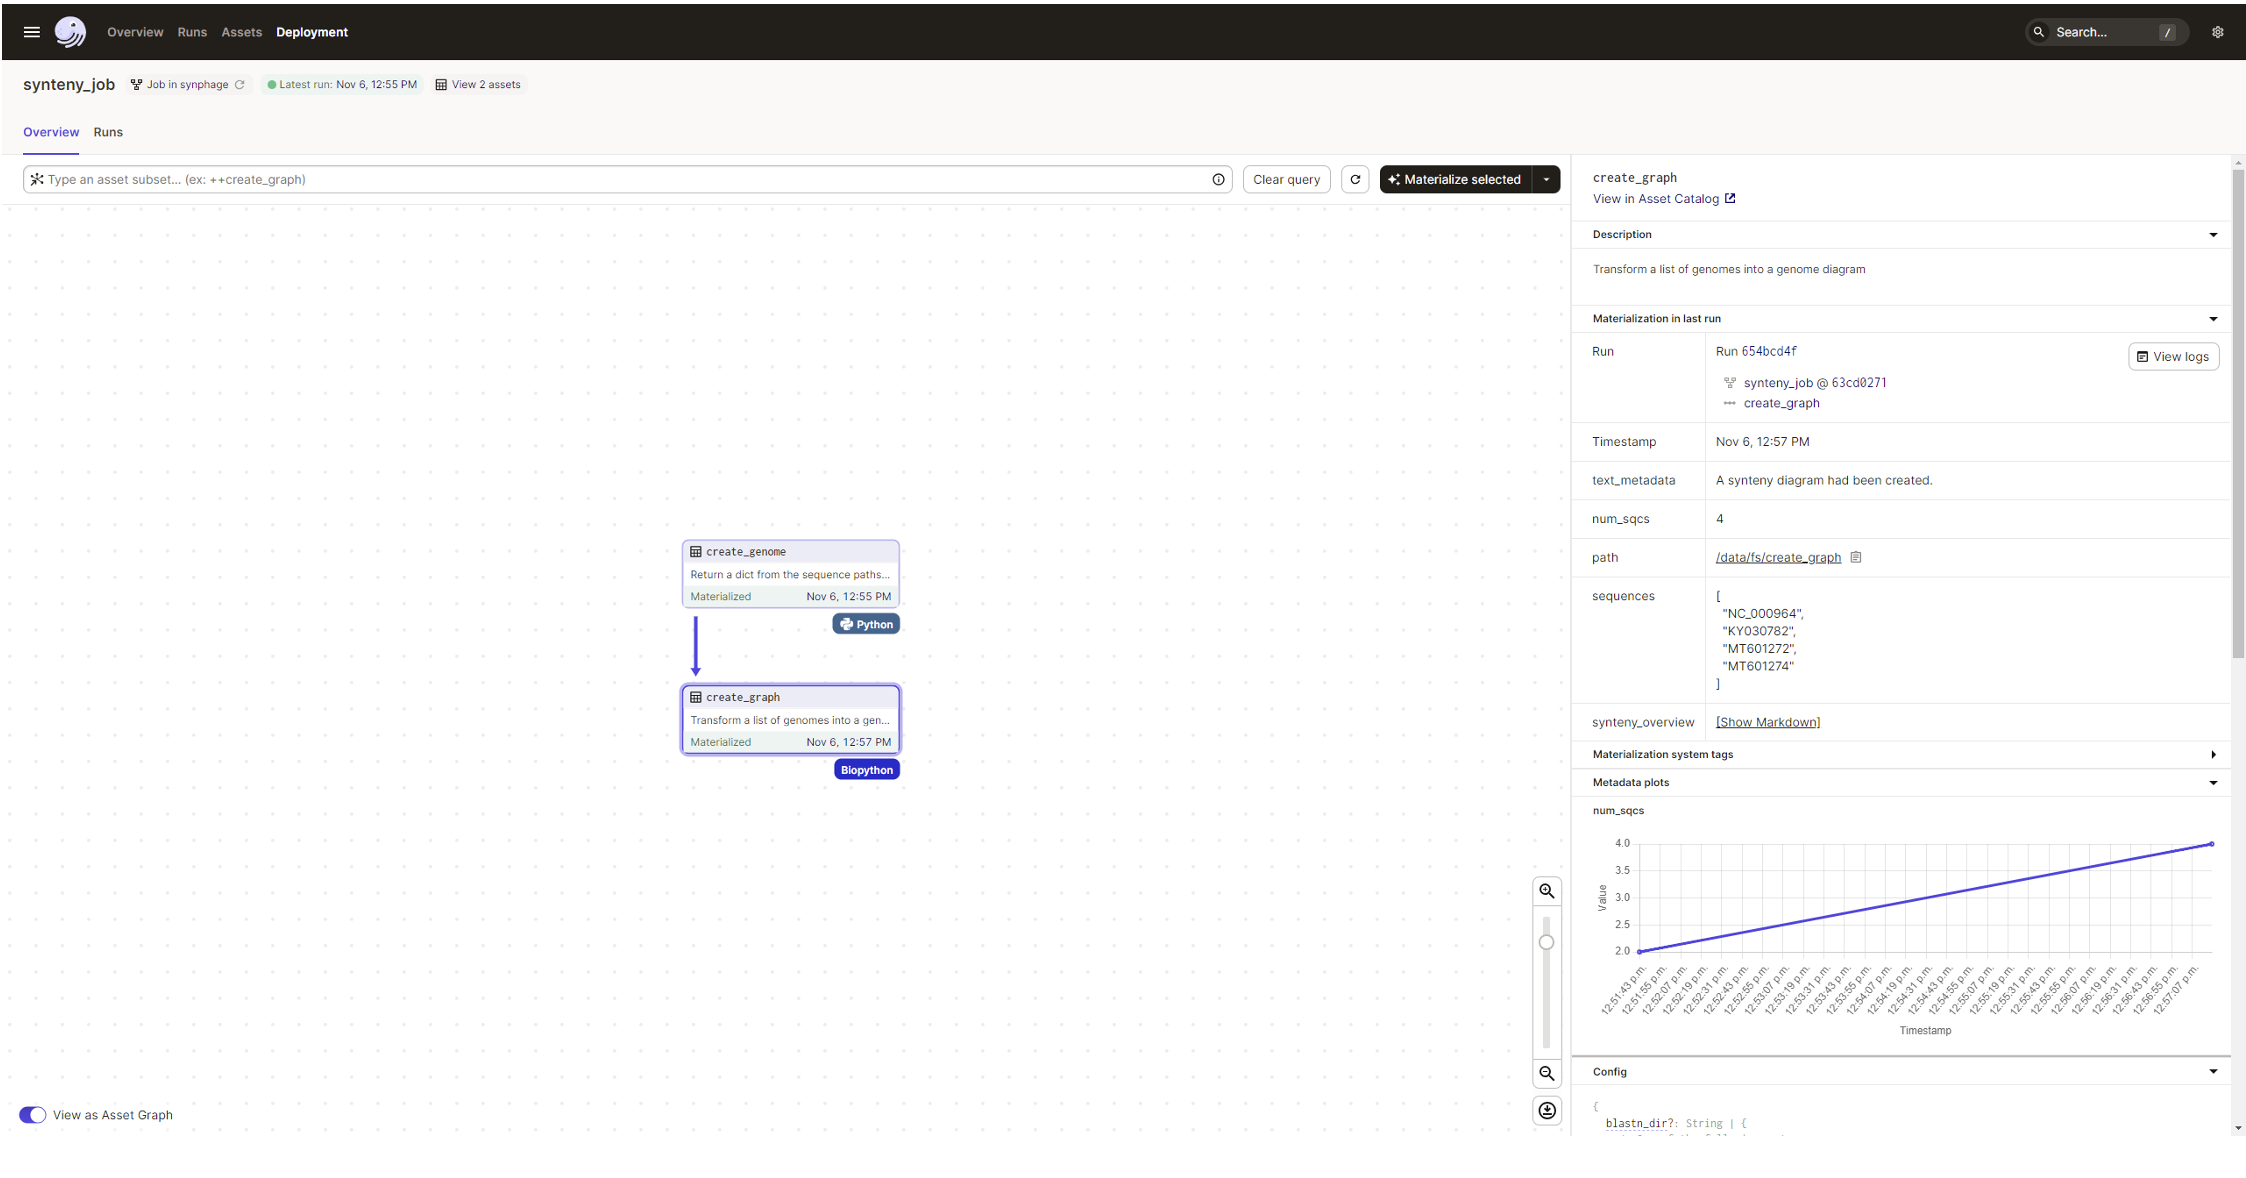 Overview Runs Assets Deployment
Search... /
synteny_job Job in synphage Latest run: Nov 6, 12:55 PM View 2 assets
Overview Runs
Type an asset subset... (ex: ++create_graph)
Clear query
Materialize selected
create_genome
Return a dict from the sequence paths...
Materialized Nov 6, 12:55 PM
Python
create_graph
Transform a list of genomes into a gen...
Materialized Nov 6, 12:57 PM
Biopython
View as Asset Graph
create_graph
View in Asset Catalog
Description
Transform a list of genomes into a genome diagram
Materialization in last run
Run Run 654bcd4f
View logs
synteny_job @ 63cd0271
create_graph
Timestamp Nov 6, 12:57 PM
text_metadata A synteny diagram had been created.
num_sqcs 4
path /data/fs/create_graph
sequences [
"NC_000964",
"KY030782",
"MT601272",
"MT601274"
]
synteny_overview [Show Markdown]
Materialization system tags
Metadata plots
num_sqcs
4.0
3.5
3.0
2.5
2.0
Value
12:51:43 p.m.
12:51:55 p.m.
12:52:07 p.m.
12:52:19 p.m.
12:52:31 p.m.
12:52:43 p.m.
12:52:55 p.m.
12:53:07 p.m.
12:53:19 p.m.
12:53:31 p.m.
12:53:43 p.m.
12:53:55 p.m.
12:54:07 p.m.
12:54:19 p.m.
12:54:31 p.m.
12:54:43 p.m.
12:54:55 p.m.
12:55:07 p.m.
12:55:19 p.m.
12:55:31 p.m.
12:55:43 p.m.
12:55:55 p.m.
12:56:07 p.m.
12:56:19 p.m.
12:56:31 p.m.
12:56:43 p.m.
12:56:55 p.m.
12:57:07 p.m.
Timestamp
Config
{
blastn_dir?: String | {